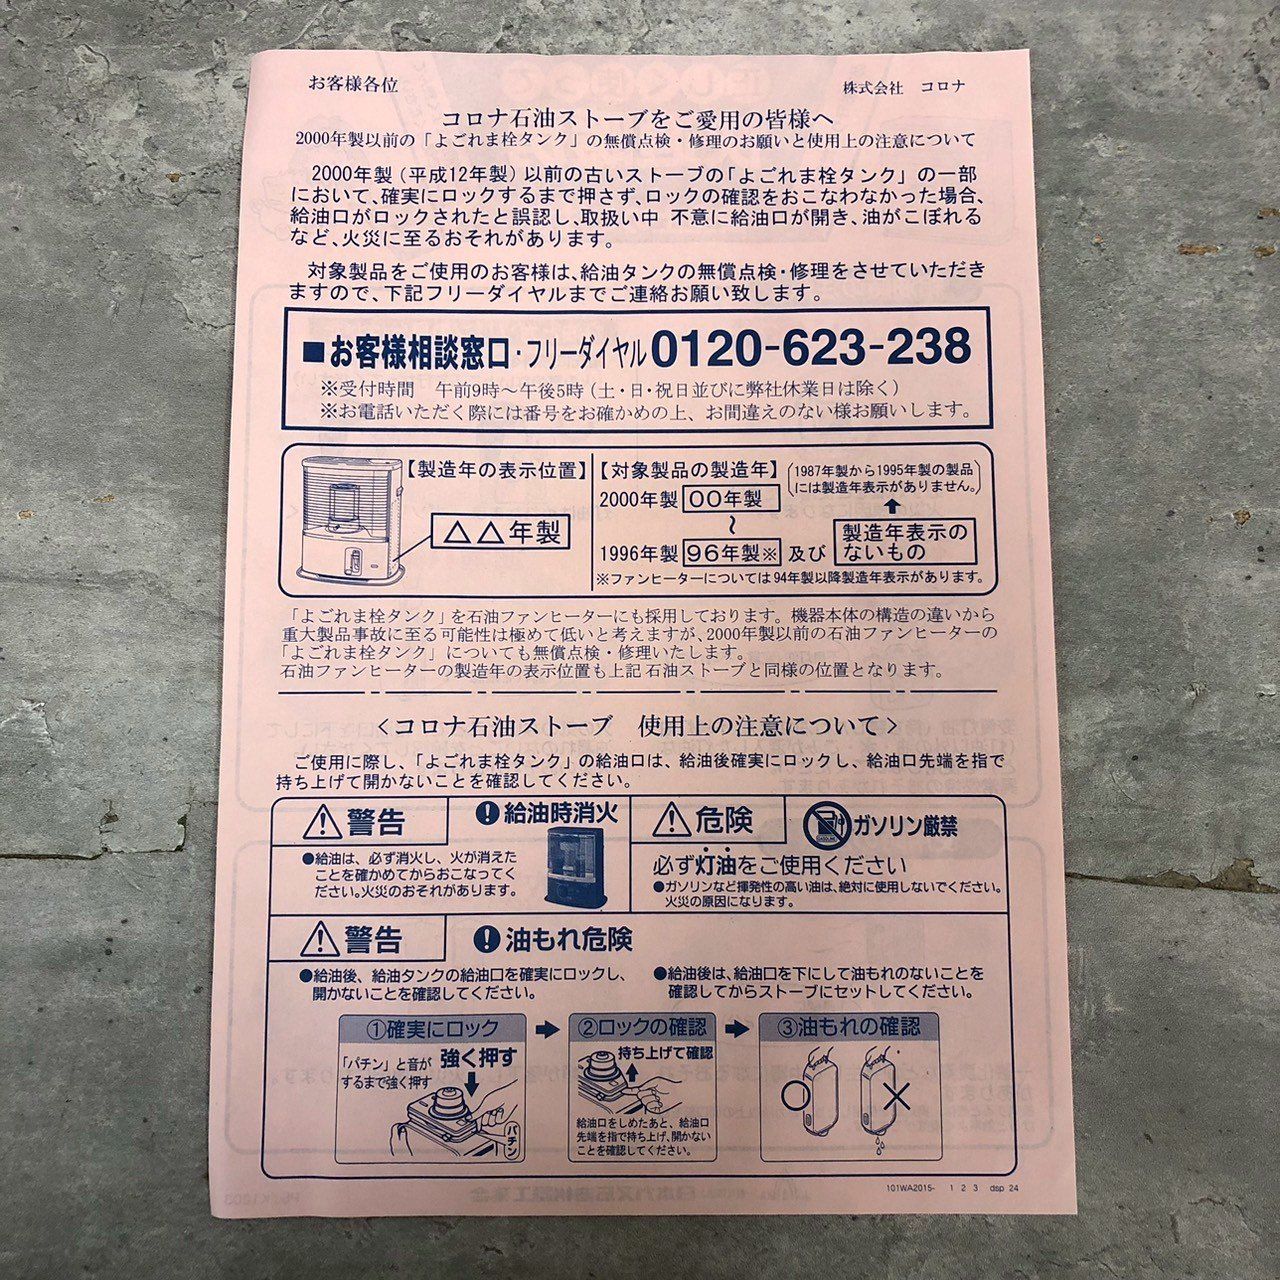 お客様各位
株式会社 コロナ
コロナ石油ストーブをご愛用の皆様へ
2000年製以前の「よごれま栓タンク」の無償点検・修理のお願いと使用上の注意について
2000年製（平成12年製）以前の古いストーブの「よごれま栓タンク」の一部
において、確実にロックするまで押さず、ロックの確認をおこなわなかった場合、
給油口がロックされたと誤認し、取扱い中 不意に給油口が開き、油がこぼれる
など、火災に至るおそれがあります。
対象製品をご使用のお客様は、給油タンクの無償点検・修理をさせていただき
ますので、下記フリーダイヤルまでご連絡お願い致します。
■お客様相談窓口・フリーダイヤル0120-623-238
※受付時間 午前9時～午後5時（土・日・祝日並びに弊社休業日は除く）
※お電話いただく際には番号をお確かめの上、お間違えのない様お願いします。
【製造年の表示位置】
△△年製
【対象製品の製造年】
（1987年製から1995年製の製品
には製造年表示がありません。）
2000年製 00年製
～
1996年製 96年製※ 及び 製造年表示の
ないもの
※ファンヒーターについては94年製以降製造年表示があります。
「よごれま栓タンク」を石油ファンヒーターにも採用しております。機器本体の構造の違いから
重大製品事故に至る可能性は極めて低いと考えますが、2000年製以前の石油ファンヒーターの
「よごれま栓タンク」についても無償点検・修理いたします。
石油ファンヒーターの製造年の表示位置も上記石油ストーブと同様の位置となります。
＜コロナ石油ストーブ 使用上の注意について＞
ご使用に際し、「よごれま栓タンク」の給油口は、給油後確実にロックし、給油口先端を指で
持ち上げて開かないことを確認してください。
警告
給油時消火
●給油は、必ず消火し、火が消えた
ことを確かめてからおこなってく
ださい。火災のおそれがあります。
危険
ガソリン厳禁
必ず灯油をご使用ください
●ガソリンなど揮発性の高い油は、絶対に使用しないでください。
火災の原因になります。
警告
油もれ危険
●給油後、給油タンクの給油口を確実にロックし、
開かないことを確認してください。
●給油後は、給油口を下にして油もれのないことを
確認してからストーブにセットしてください。
①確実にロック
「パチン」と音が
するまで強く押す
強く押す
パチン
②ロックの確認
持ち上げて確認
給油口をしめたあと、給油口
先端を指で持ち上げ、開かない
ことを確認してください。
③油もれの確認
○ ×
101WA2015- 1 2 3 dsp 24